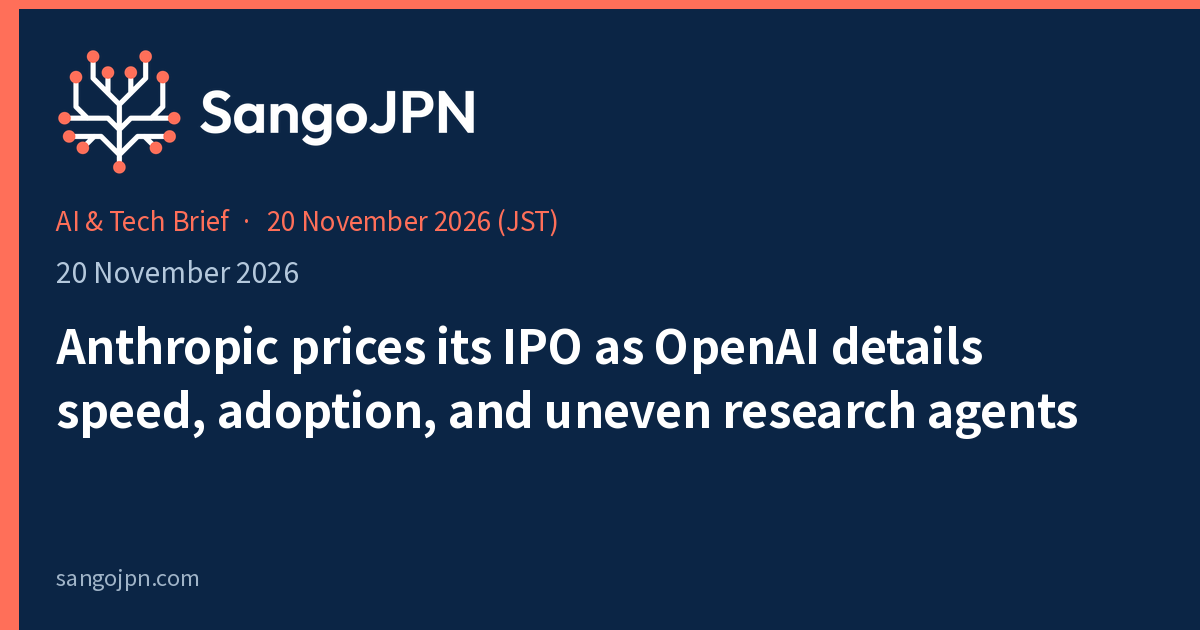 SangoJPN
AI & Tech Brief · 20 November 2026 (JST)
20 November 2026
Anthropic prices its IPO as OpenAI details
speed, adoption, and uneven research agents
sangojpn.com